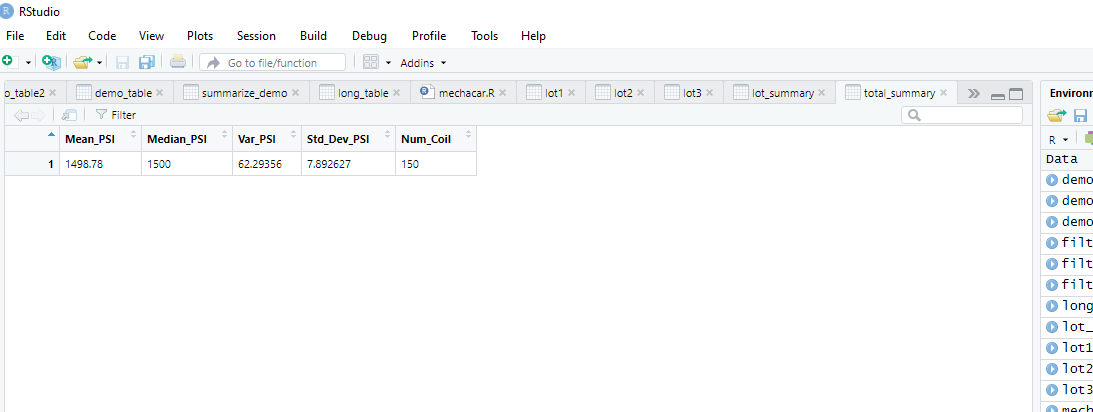 RStudio
File Edit Code View Plots Session Build Debug Profile Tools Help
Go to file/function Addins
o_table2 demo_table summarize_demo long_table mechacar.R lot1 lot2 lot3 lot_summary total_summary Environ
Filter
R
Mean_PSI Median_PSI Var_PSI Std_Dev_PSI Num_Coil
1 1498.78 1500 62.29356 7.892627 150
Data
demo
demo
demo
filt
filt
filt
long
lot_
lot1
lot2
lot3
mech